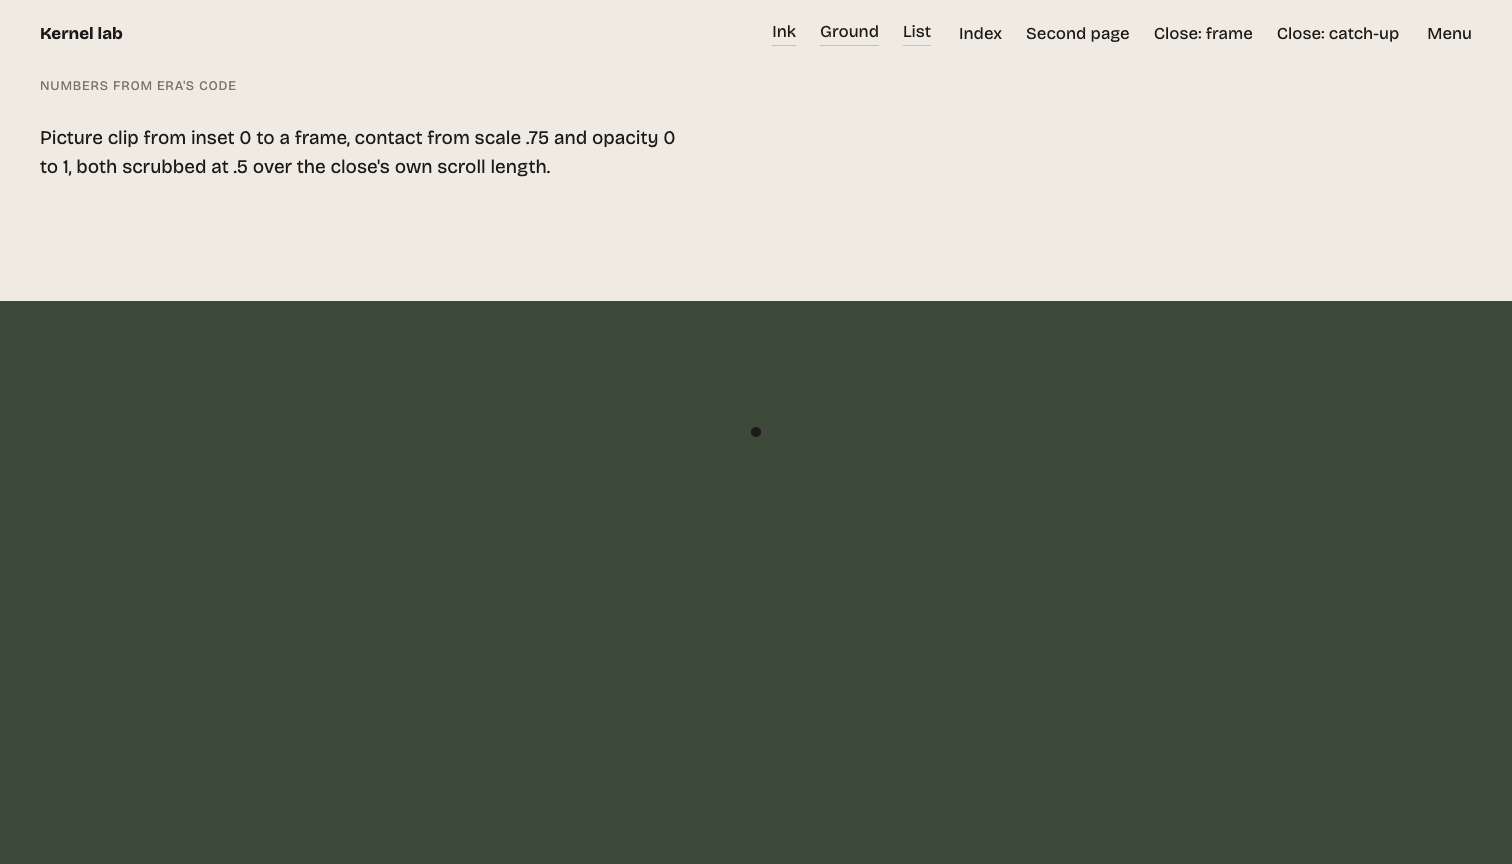 Kernel lab
Ink Ground List Index Second page Close: frame Close: catch-up Menu
NUMBERS FROM ERA'S CODE
Picture clip from inset 0 to a frame, contact from scale .75 and opacity 0
to 1, both scrubbed at .5 over the close's own scroll length.